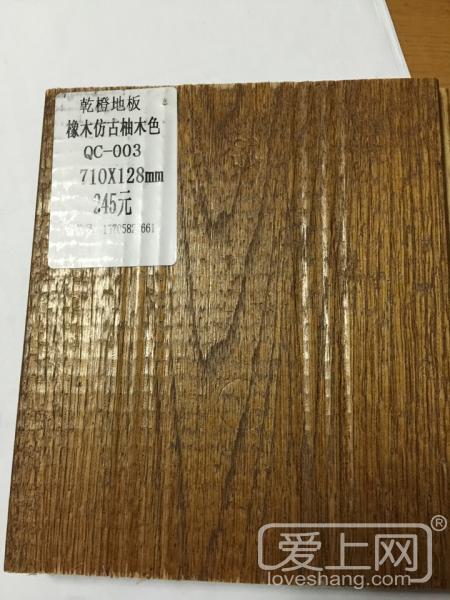 乾橙地板
橡木仿古柚木色
QC-003
710X128mm
345元
爱上网®
loveshang.com